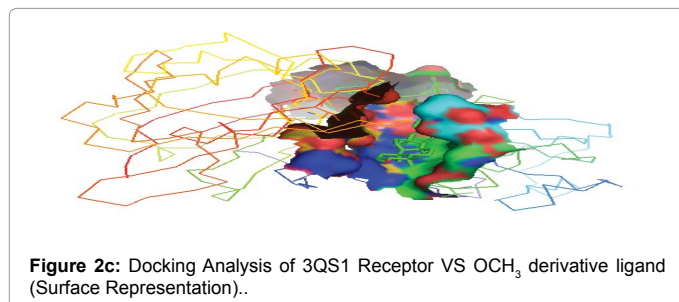 Figure 2c: Docking Analysis of 3QS1 Receptor VS OCH₃ derivative ligand
(Surface Representation)..